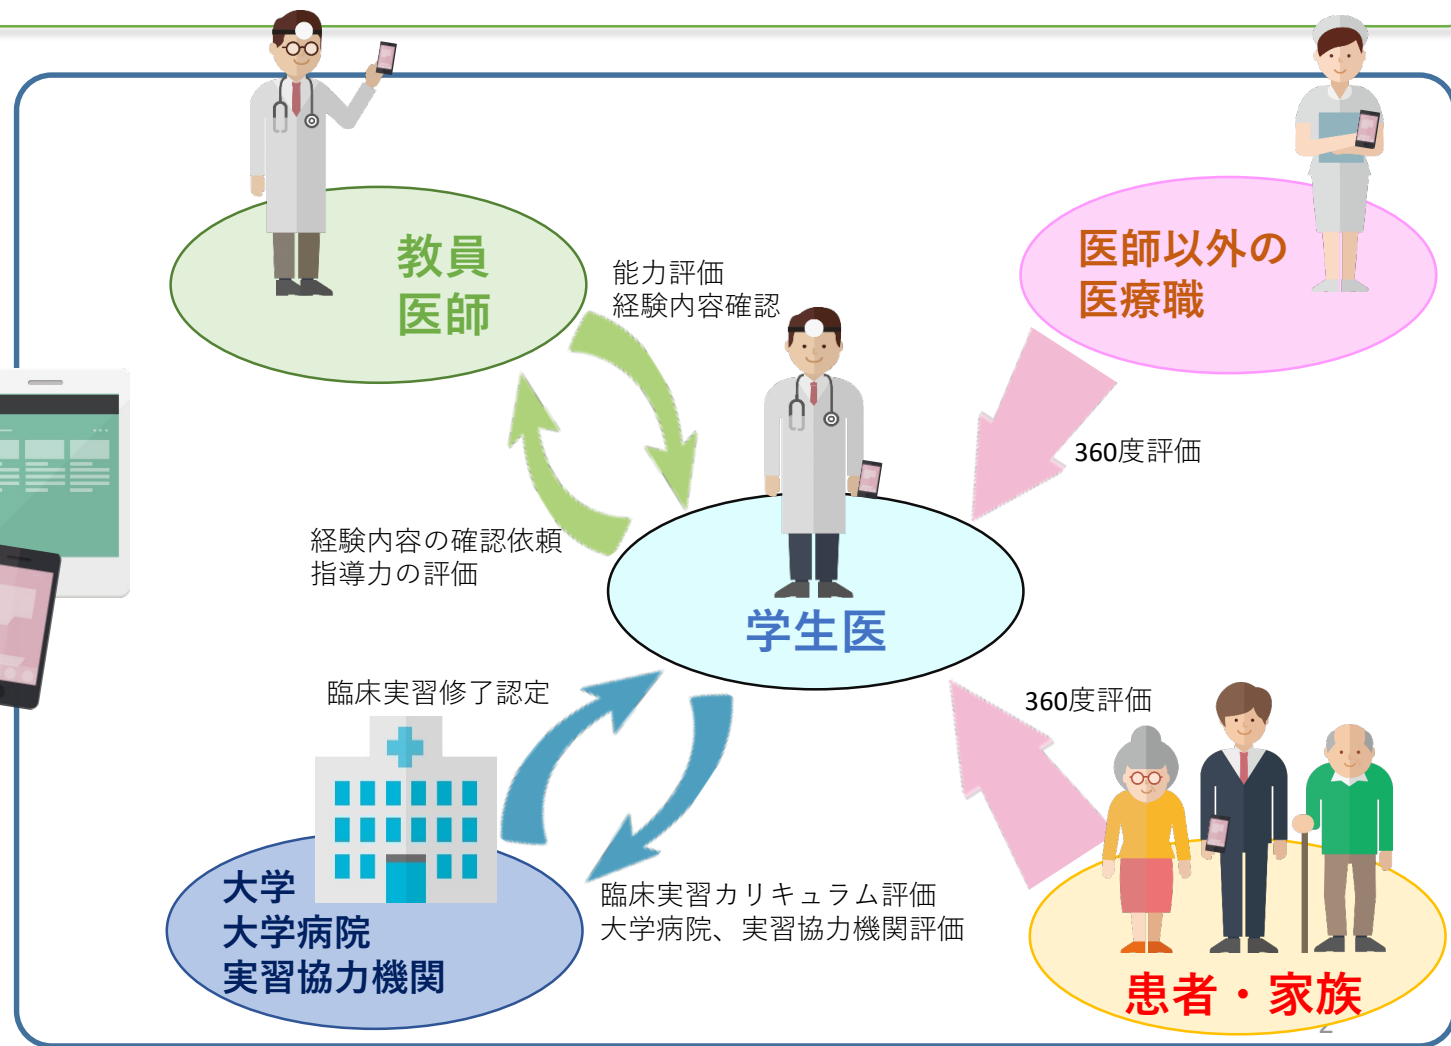 教員
医師
能力評価
経験内容確認
医師以外の
医療職
360度評価
経験内容の確認依頼
指導力の評価
学生医
臨床実習修了認定
360度評価
大学
大学病院
実習協力機関
臨床実習カリキュラム評価
大学病院、実習協力機関評価
患者・家族
2